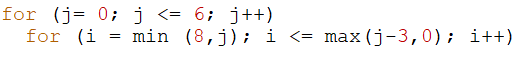 for (j= 0; j <= 6; j++)
for (i = min (8,j); i <= max(j-3,0); i++)